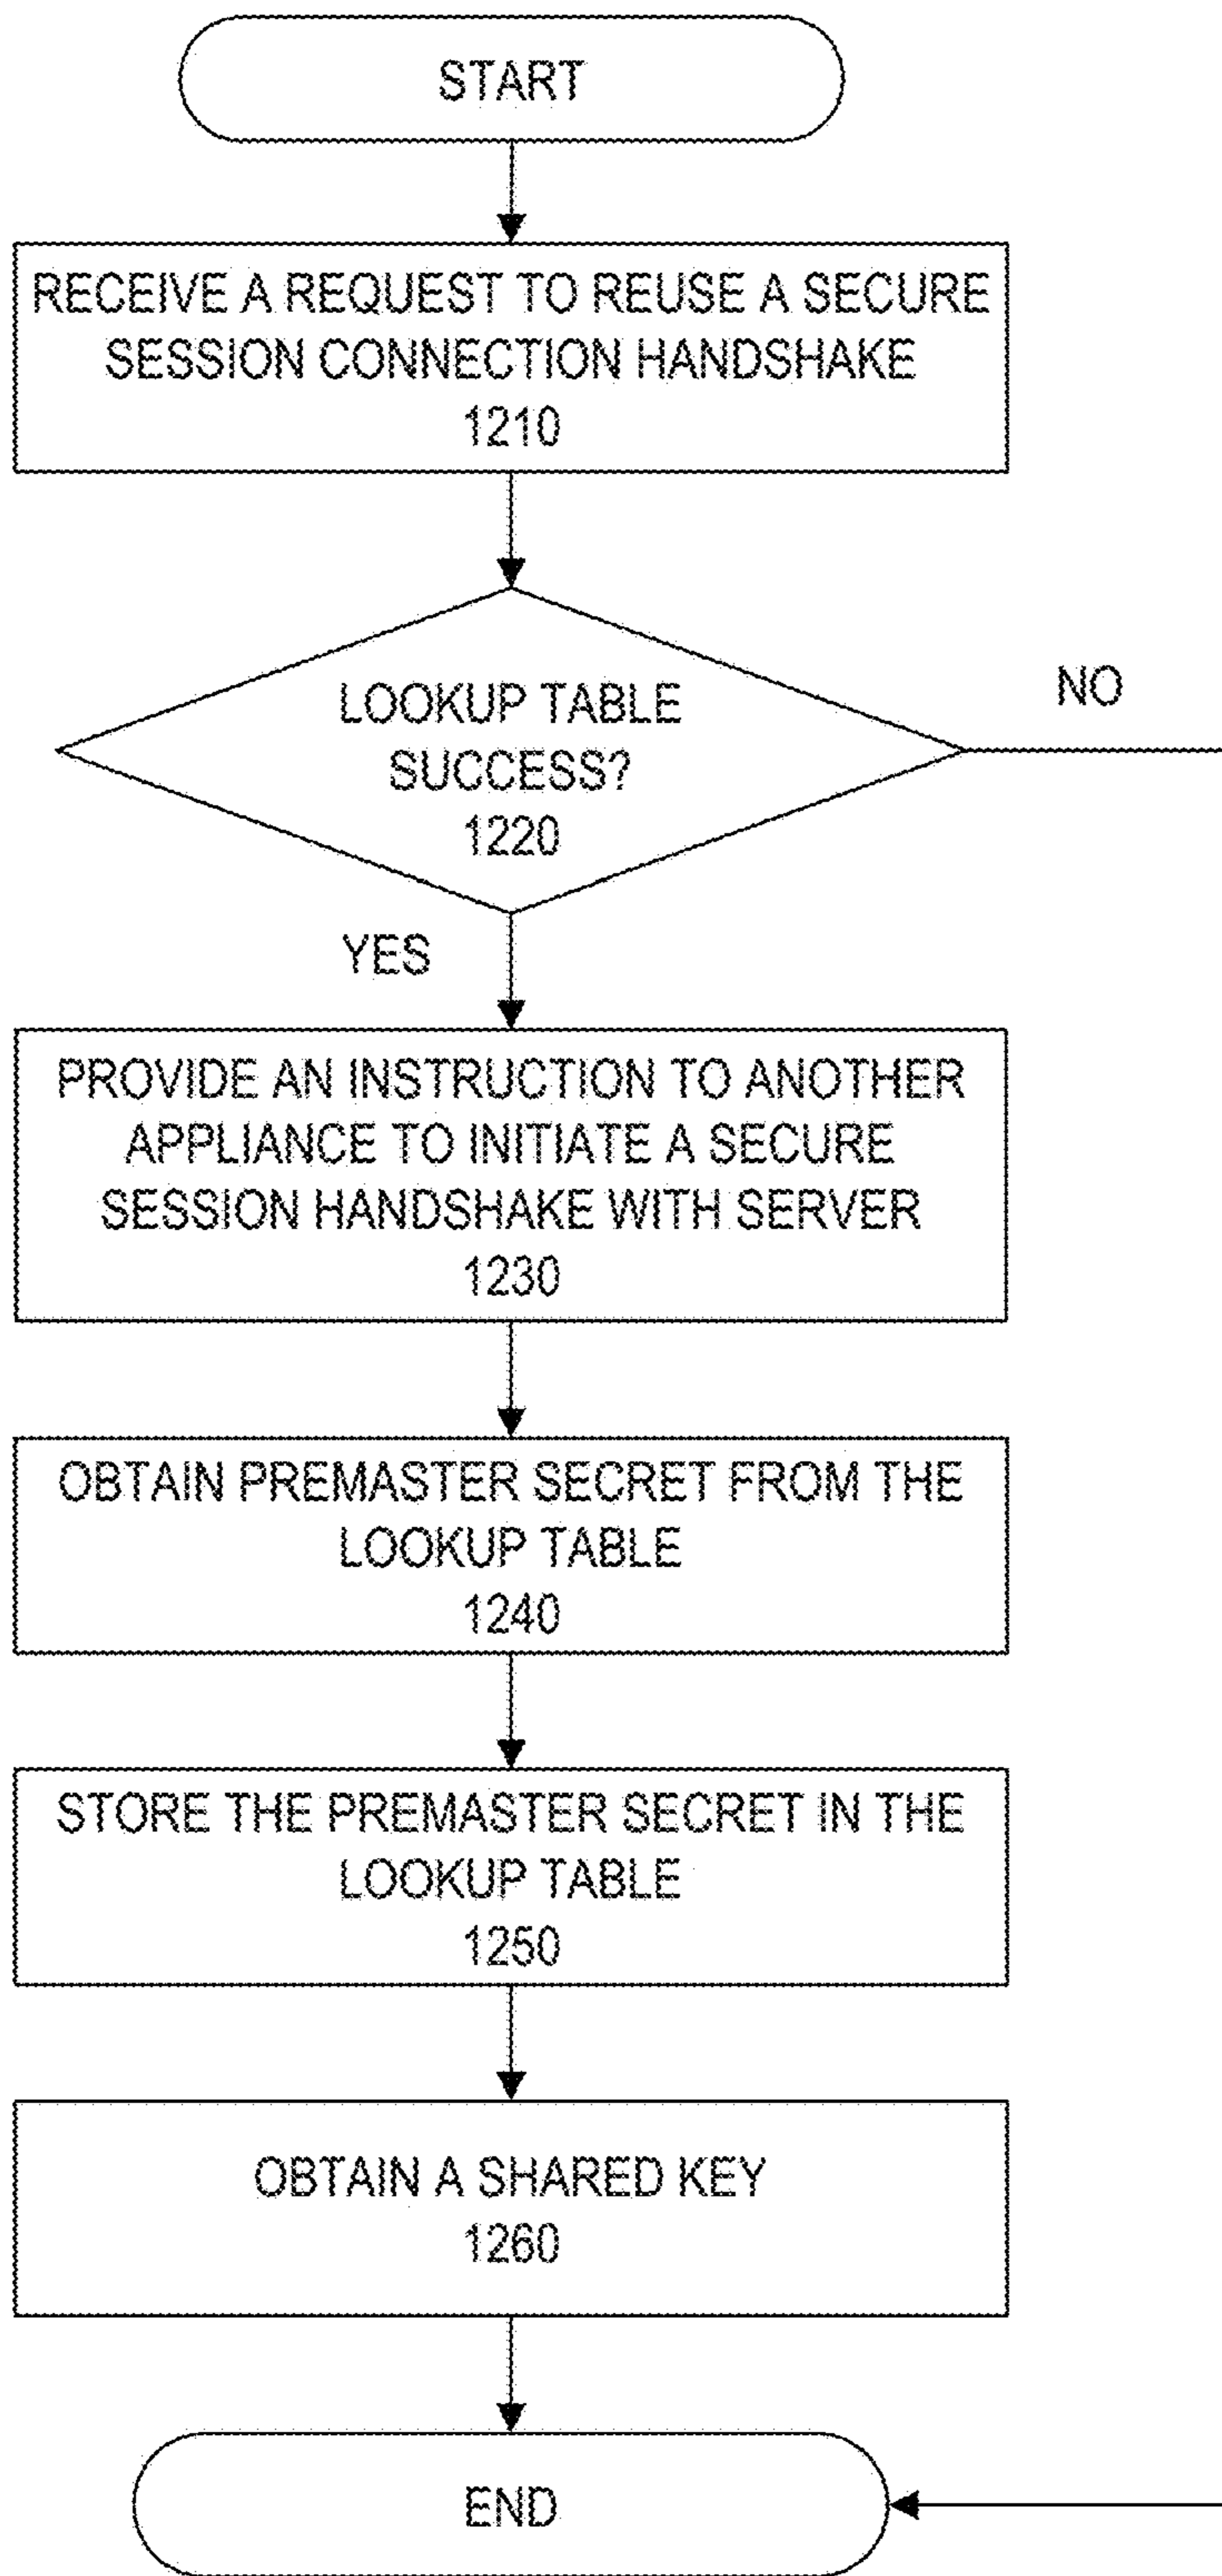 START
RECEIVE A REQUEST TO REUSE A SECURE
SESSION CONNECTION HANDSHAKE
1210
LOOKUP TABLE
SUCCESS?
1220
NO
YES
PROVIDE AN INSTRUCTION TO ANOTHER
APPLIANCE TO INITIATE A SECURE
SESSION HANDSHAKE WITH SERVER
1230
OBTAIN PREMASTER SECRET FROM THE
LOOKUP TABLE
1240
STORE THE PREMASTER SECRET IN THE
LOOKUP TABLE
1250
OBTAIN A SHARED KEY
1260
END